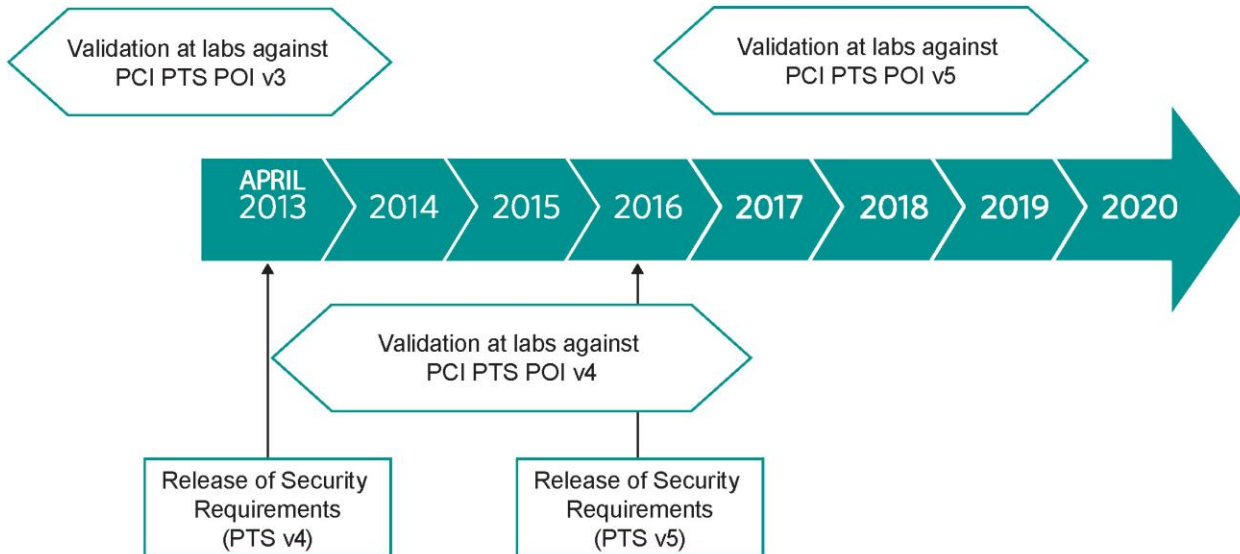 Validation at labs against
PCI PTS POI v3
Validation at labs against
PCI PTS POI v5
APRIL
2013
2014
2015
2016
2017
2018
2019
2020
Validation at labs against
PCI PTS POI v4
Release of Security
Requirements
(PTS v4)
Release of Security
Requirements
(PTS v5)